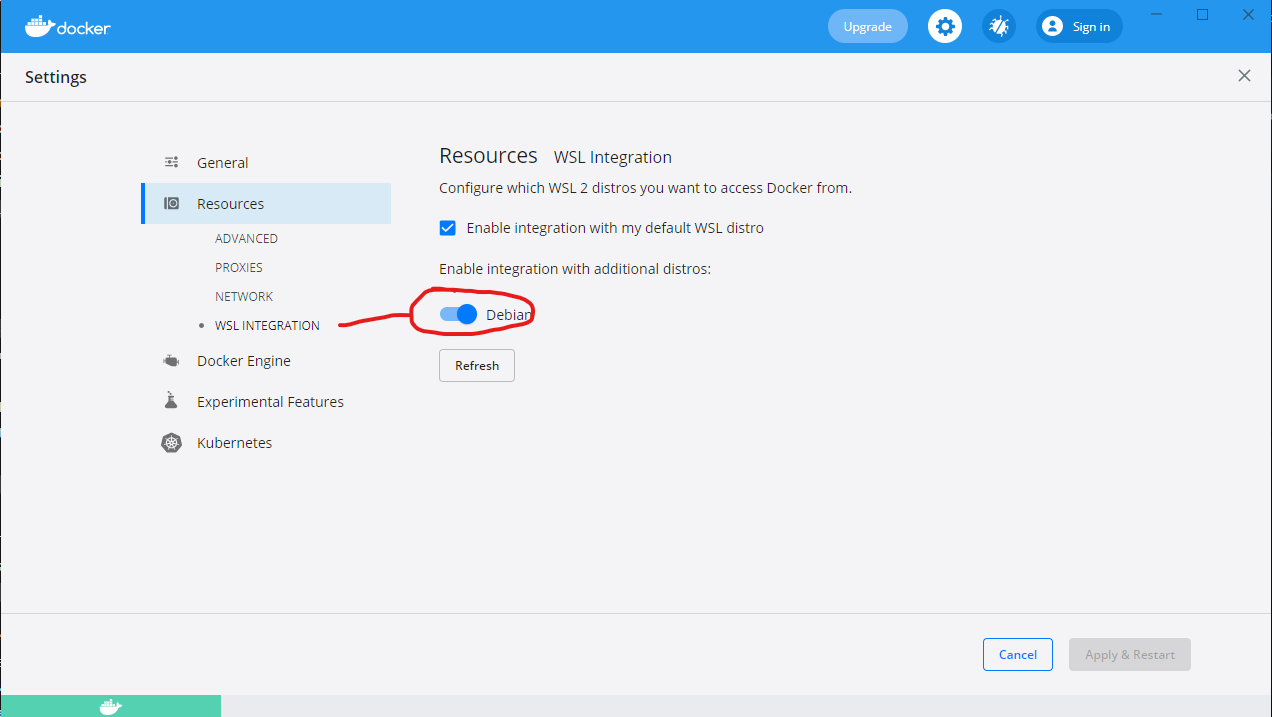 docker
Upgrade
Sign in
Settings
General
Resources
ADVANCED
PROXIES
NETWORK
WSL INTEGRATION
Docker Engine
Experimental Features
Kubernetes
Resources WSL Integration
Configure which WSL 2 distros you want to access Docker from.
Enable integration with my default WSL distro
Enable integration with additional distros:
Debian
Refresh
Cancel
Apply & Restart